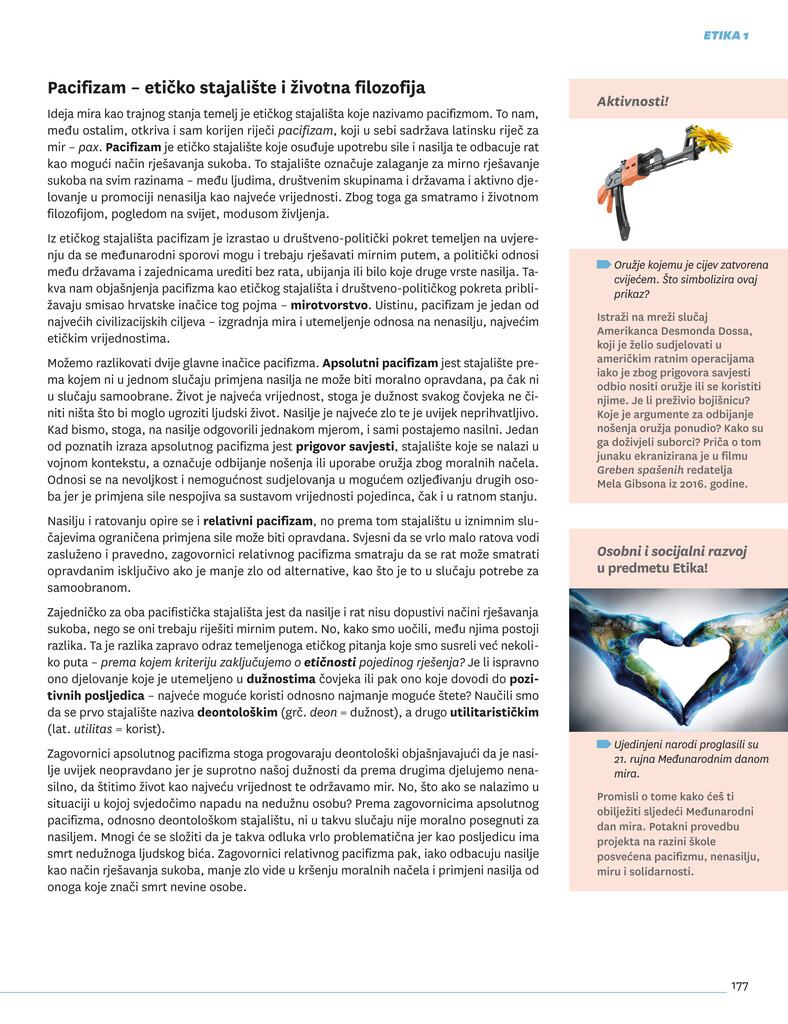 ETIKA 1
Pacifizam – etičko stajalište i životna filozofija
Ideja mira kao trajnog stanja temelj je etičkog stajališta koje nazivamo pacifizmom. To nam,
među ostalim, otkriva i sam korijen riječi pacifizam, koji u sebi sadržava latinsku riječ za
mir – pax. Pacifizam je etičko stajalište koje osuđuje upotrebu sile i nasilja te odbacuje rat
kao mogući način rješavanja sukoba. To stajalište označuje zalaganje za mirno rješavanje
sukoba na svim razinama – među ljudima, društvenim skupinama i državama i aktivno dje-
lovanje u promociji nenasilja kao najveće vrijednosti. Zbog toga ga smatramo i životnom
filozofijom, pogledom na svijet, modusom življenja.
Iz etičkog stajališta pacifizam je izrastao u društveno-politički pokret temeljen na uvjere-
nju da se međunarodni sporovi mogu i trebaju rješavati mirnim putem, a politički odnosi
među državama i zajednicama urediti bez rata, ubijanja ili bilo koje druge vrste nasilja. Ta-
kva nam objašnjenja pacifizma kao etičkog stajališta i društveno-političkog pokreta pribli-
žavaju smisao hrvatske inačice tog pojma – mirotvorstvo. Uistinu, pacifizam je jedan od
najvećih civilizacijskih ciljeva – izgradnja mira i utemeljenje odnosa na nenasilju, najvećim
etičkim vrijednostima.
Možemo razlikovati dvije glavne inačice pacifizma. Apsolutni pacifizam jest stajalište pre-
ma kojem ni u jednom slučaju primjena nasilja ne može biti moralno opravdana, pa čak ni
u slučaju samoobrane. Život je najveća vrijednost, stoga je dužnost svakog čovjeka ne či-
niti ništa što bi moglo ugroziti ljudski život. Nasilje je najveće zlo te je uvijek neprihvatljivo.
Kad bismo, stoga, na nasilje odgovorili jednakom mjerom, i sami postajemo nasilni. Jedan
od poznatih izraza apsolutnog pacifizma jest prigovor savjesti, stajalište koje se nalazi u
vojnom kontekstu, a označuje odbijanje nošenja ili uporabe oružja zbog moralnih načela.
Odnosi se na nevoljkost i nemogućnost sudjelovanja u mogućem ozljeđivanju drugih oso-
ba jer je primjena sile nespojiva sa sustavom vrijednosti pojedinca, čak i u ratnom stanju.
Nasilju i ratovanju opire se i relativni pacifizam, no prema tom stajalištu u iznimnim slu-
čajevima ograničena primjena sile može biti opravdana. Svjesni da se vrlo malo ratova vodi
zasluženo i pravedno, zagovornici relativnog pacifizma smatraju da se rat može smatrati
opravdanim isključivo ako je manje zlo od alternative, kao što je to u slučaju potrebe za
samoobranom.
Zajedničko za oba pacifistička stajališta jest da nasilje i rat nisu dopustivi načini rješavanja
sukoba, nego se oni trebaju riješiti mirnim putem. No, kako smo uočili, među njima postoji
razlika. Ta je razlika zapravo odraz temeljenoga etičkog pitanja koje smo susreli već nekoli-
ko puta – prema kojem kriteriju zaključujemo o etičnosti pojedinog rješenja? Je li ispravno
ono djelovanje koje je utemeljeno u dužnostima čovjeka ili pak ono koje dovodi do pozi-
tivnih posljedica – najveće moguće koristi odnosno najmanje moguće štete? Naučili smo
da se prvo stajalište naziva deontološkim (grč. deon = dužnost), a drugo utilitarističkim
(lat. utilitas = korist).
Zagovornici apsolutnog pacifizma stoga progovaraju deontološki objašnjavajući da je nasi-
lje uvijek neopravdano jer je suprotno našoj dužnosti da prema drugima djelujemo nena-
silno, da štitimo život kao najveću vrijednost te održavamo mir. No, što ako se nalazimo u
situaciji u kojoj svjedočimo napadu na nedužnu osobu? Prema zagovornicima apsolutnog
pacifizma, odnosno deontološkom stajalištu, ni u takvu slučaju nije moralno posegnuti za
nasiljem. Mnogi će se složiti da je takva odluka vrlo problematična jer kao posljedicu ima
smrt nedužnoga ljudskog bića. Zagovornici relativnog pacifizma pak, iako odbacuju nasilje
kao način rješavanja sukoba, manje zlo vide u kršenju moralnih načela i primjeni nasilja od
onoga koje znači smrt nevine osobe.
Aktivnosti!
Oružje kojemu je cijev zatvorena
cvijećem. Što simbolizira ovaj
prikaz?
Istraži na mreži slučaj
Amerikanca Desmonda Dossa,
koji je želio sudjelovati u
američkim ratnim operacijama
iako je zbog prigovora savjesti
odbio nositi oružje ili se koristiti
njime. Je li preživio bojišnicu?
Koje je argumente za odbijanje
nošenja oružja ponudio? Kako su
ga doživjeli suborci? Priča o tom
junaku ekranizirana je u filmu
Greben spašenih redatelja
Mela Gibsona iz 2016. godine.
Osobni i socijalni razvoj
u predmetu Etika!
Ujedinjeni narodi proglasili su
21. rujna Međunarodnim danom
mira.
Promisli o tome kako ćeš ti
obilježiti sljedeći Međunarodni
dan mira. Potakni provedbu
projekta na razini škole
posvećena pacifizmu, nenasilju,
miru i solidarnosti.
177